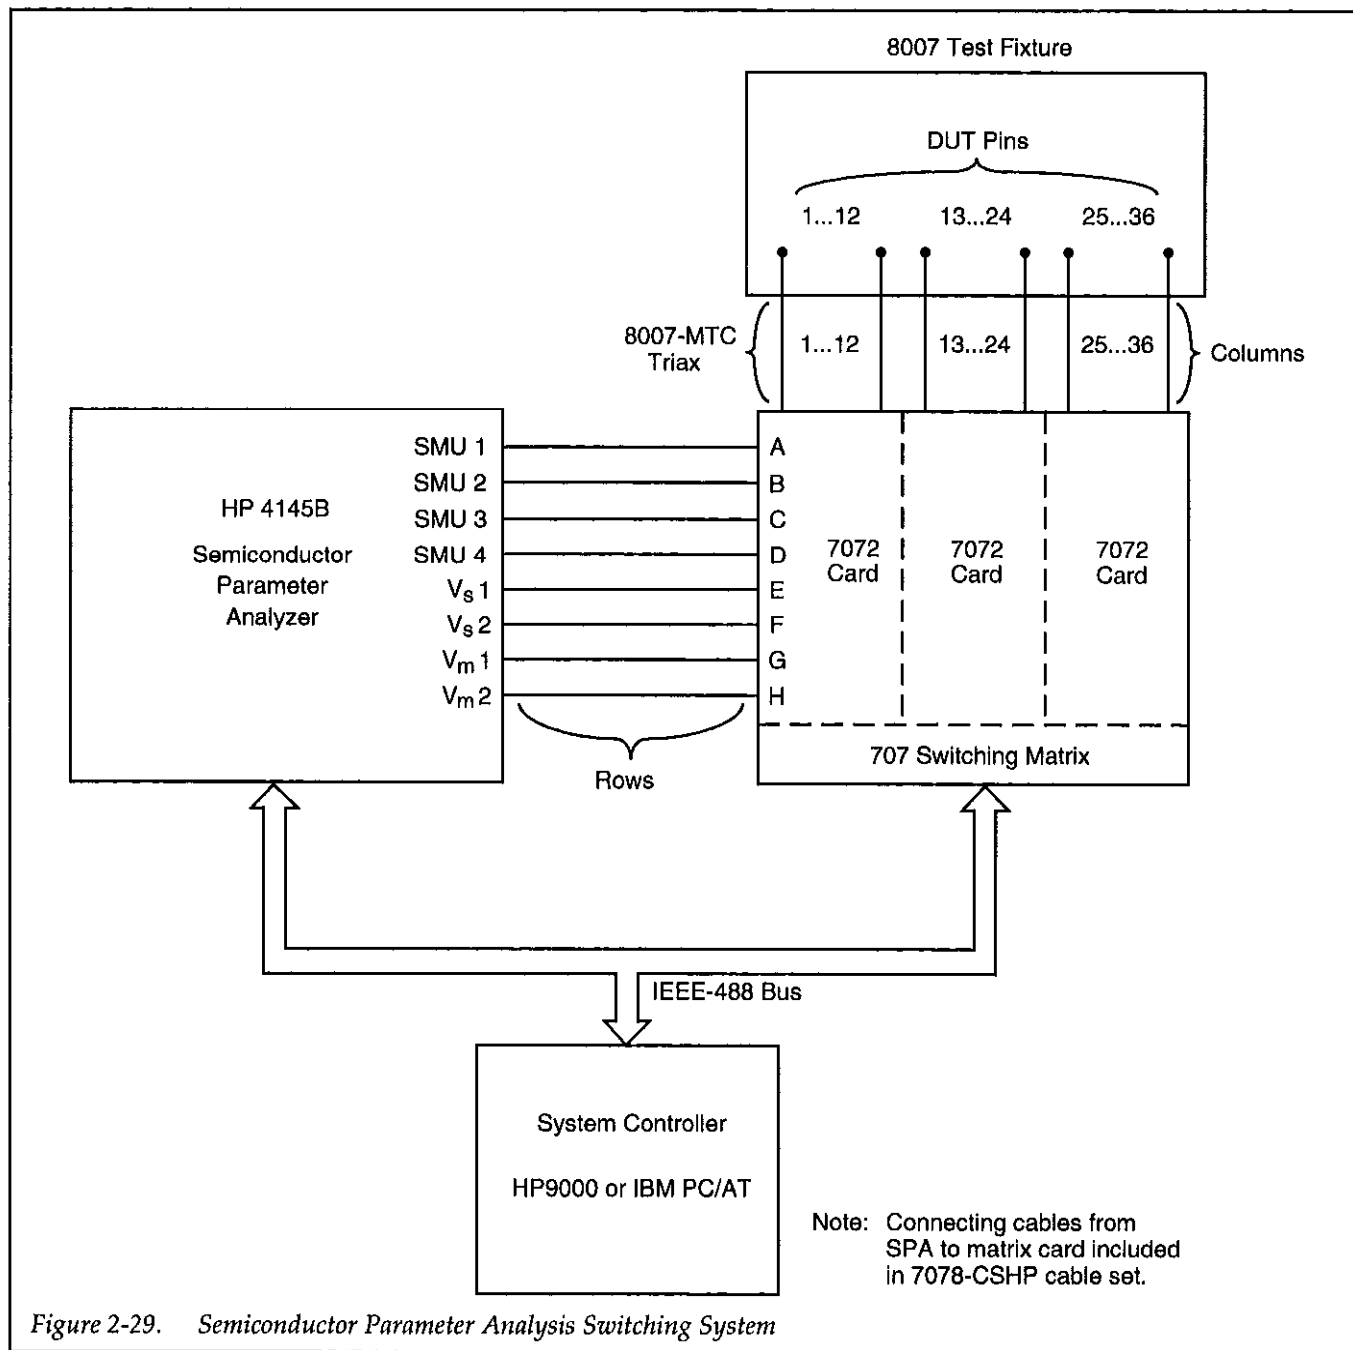 8007 Test Fixture
DUT Pins
1...12 13...24 25...36
8007-MTC
Triax
1...12 13...24 25...36
Columns
HP 4145B
Semiconductor
Parameter
Analyzer
SMU 1
SMU 2
SMU 3
SMU 4
Vs 1
Vs 2
Vm 1
Vm 2
Rows
A
B
C
D
E
F
G
H
7072
Card
7072
Card
7072
Card
707 Switching Matrix
IEEE-488 Bus
System Controller
HP9000 or IBM PC/AT
Note: Connecting cables from
SPA to matrix card included
in 7078-CSHP cable set.
Figure 2-29. Semiconductor Parameter Analysis Switching System